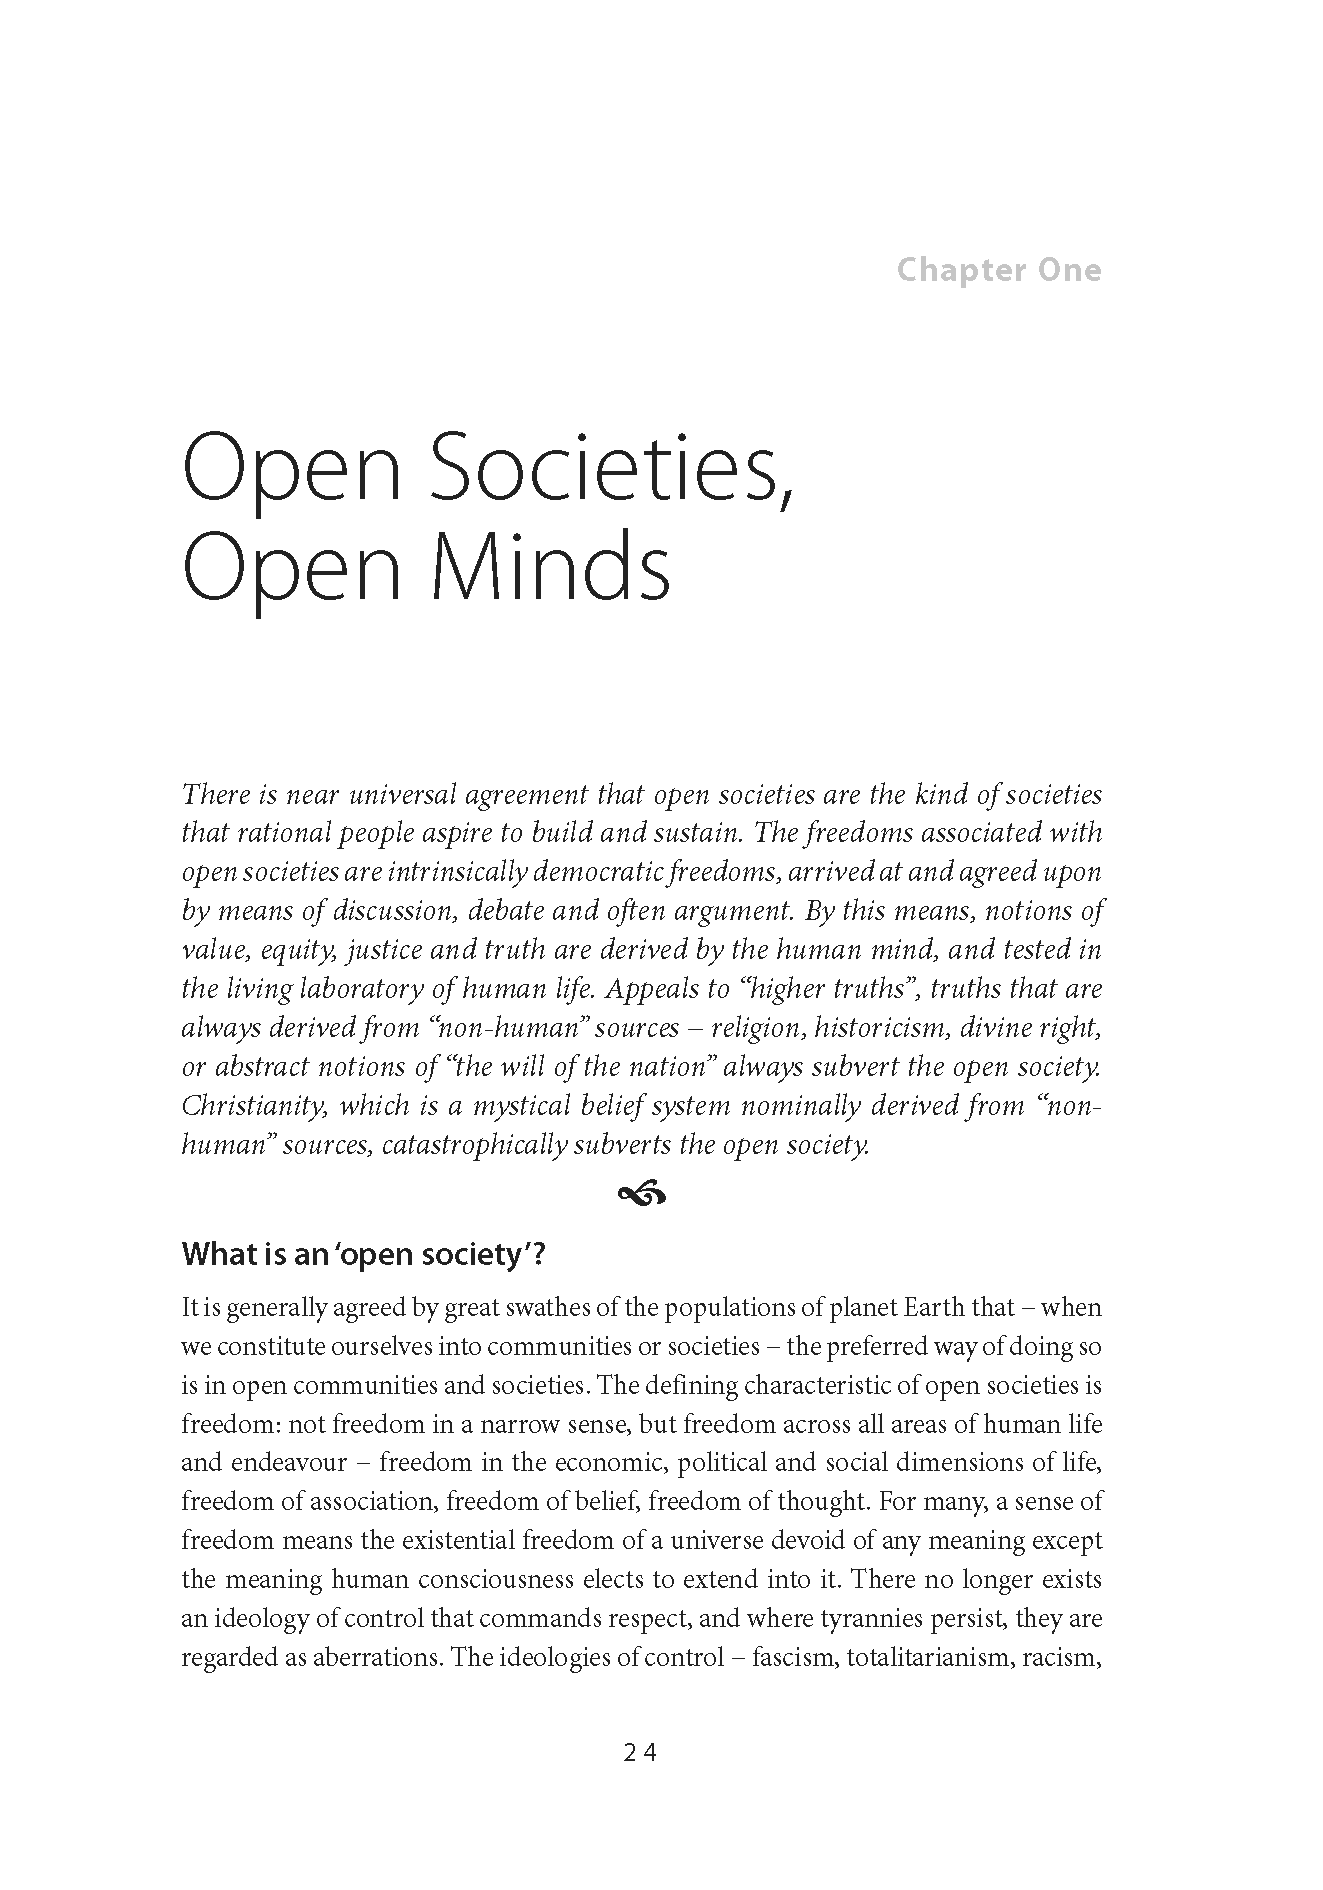 Chapter One
Open Societies,
Open Minds
There is near universal agreement that open societies are the kind of societies
that rational people aspire to build and sustain. The freedoms associated with
open societies are intrinsically democratic freedoms, arrived at and agreed upon
by means of discussion, debate and often argument. By this means, notions of
value, equity, justice and truth are derived by the human mind, and tested in
the living laboratory of human life. Appeals to “higher truths”, truths that are
always derived from “non-human” sources – religion, historicism, divine right,
or abstract notions of “the will of the nation” always subvert the open society.
Christianity, which is a mystical belief system nominally derived from “non-
human” sources, catastrophically subverts the open society.
What is an ‘open society’?
It is generally agreed by great swathes of the populations of planet Earth that – when
we constitute ourselves into communities or societies – the preferred way of doing so
is in open communities and societies. The defining characteristic of open societies is
freedom: not freedom in a narrow sense, but freedom across all areas of human life
and endeavour – freedom in the economic, political and social dimensions of life,
freedom of association, freedom of belief, freedom of thought. For many, a sense of
freedom means the existential freedom of a universe devoid of any meaning except
the meaning human consciousness elects to extend into it. There no longer exists
an ideology of control that commands respect, and where tyrannies persist, they are
regarded as aberrations. The ideologies of control – fascism, totalitarianism, racism,
24